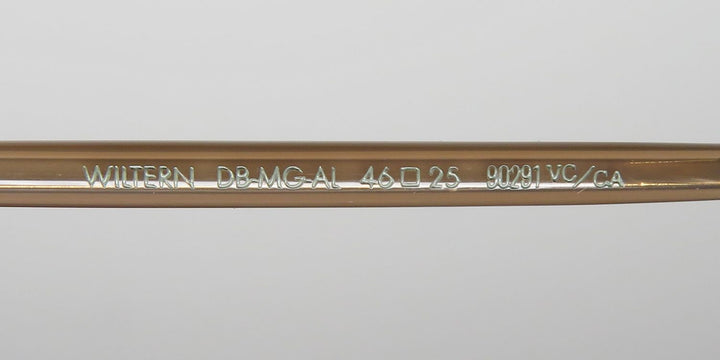 WILTERN DB-MG-AL 46□25 90291 VC/CA